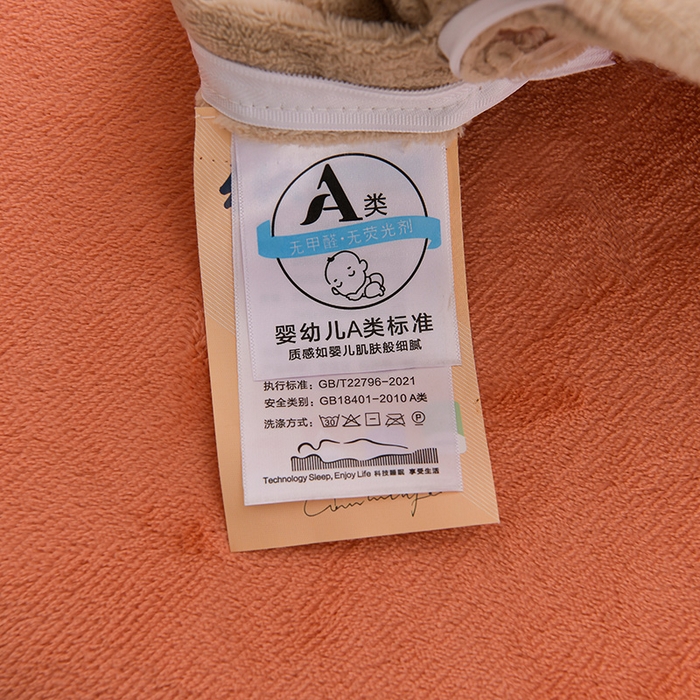 A类
无甲醛·无荧光剂
婴幼儿A类标准
质感如婴儿肌肤般细腻
执行标准：GB/T22796-2021
安全类别：GB18401-2010 A类
洗涤方式：30 P
Technology Sleep, Enjoy Life 科技睡眠 享受生活